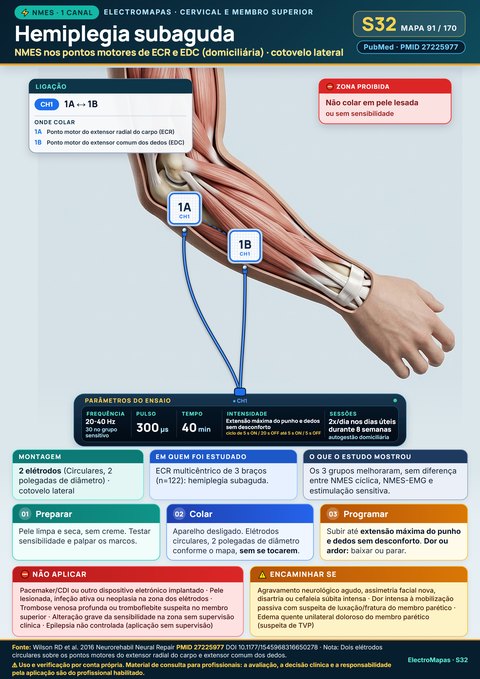 NMES · 1 CANAL
ELECTROMAPAS · CERVICAL E MEMBRO SUPERIOR
Hemiplegia subaguda
NMES nos pontos motores de ECR e EDC (domiciliária) · cotovelo lateral
S32 MAPA 91 / 170
PubMed · PMID 27225977
LIGAÇÃO
CH1 1A ↔ 1B
ONDE COLAR
1A Ponto motor do extensor radial do carpo (ECR)
1B Ponto motor do extensor comum dos dedos (EDC)
ZONA PROIBIDA
Não colar em pele lesada
ou sem sensibilidade
1A
CH1
1B
CH1
PARÂMETROS DO ENSAIO
CH1
FREQUÊNCIA
20-40 Hz
30 no grupo
sensitivo
PULSO
300 µs
TEMPO
40 min
INTENSIDADE
Extensão máxima do punho e dedos
sem desconforto
ciclo de 5 s ON / 20 s OFF até 5 s ON / 5 s OFF
SESSÕES
2x/dia nos dias úteis
durante 8 semanas
autogestão domiciliária
MONTAGEM
2 elétrodos (Circulares, 2
polegadas de diâmetro) ·
cotovelo lateral
EM QUEM FOI ESTUDADO
ECR multicêntrico de 3 braços
(n=122): hemiplegia subaguda.
O QUE O ESTUDO MOSTROU
Os 3 grupos melhoraram, sem diferença
entre NMES cíclica, NMES-EMG e
estimulação sensitiva.
01 Preparar
Pele limpa e seca, sem creme. Testar
sensibilidade e palpar os marcos.
02 Colar
Aparelho desligado. Elétrodos
circulares, 2 polegadas de diâmetro
conforme o mapa, sem se tocarem.
03 Programar
Subir até extensão máxima do punho
e dedos sem desconforto. Dor ou
ardor: baixar ou parar.
NÃO APLICAR
Pacemaker/CDI ou outro dispositivo eletrónico implantado · Pele
lesionada, infeção ativa ou neoplasia na zona dos elétrodos ·
Trombose venosa profunda ou tromboflebite suspeita no membro
superior · Alteração grave da sensibilidade na zona sem supervisão
clínica · Epilepsia não controlada (aplicação sem supervisão)
ENCAMINHAR SE
Agravamento neurológico agudo, assimetria facial nova,
disartria ou cefaleia súbita intensa · Dor intensa à mobilização
passiva com suspeita de luxação/fratura do membro parético ·
Edema quente unilateral doloroso do membro parético
(suspeita de TVP)
Fonte: Wilson RD et al. 2016 Neurorehabil Neural Repair PMID 27225977 DOI 10.1177/1545968316650278 · Nota: Dois elétrodos
circulares sobre os pontos motores do extensor radial do carpo e extensor comum dos dedos.
Uso e verificação por conta própria. Material de consulta para profissionais: a avaliação, a decisão clínica e a responsabilidade
pela aplicação são do profissional habilitado.
ElectroMapas · S32